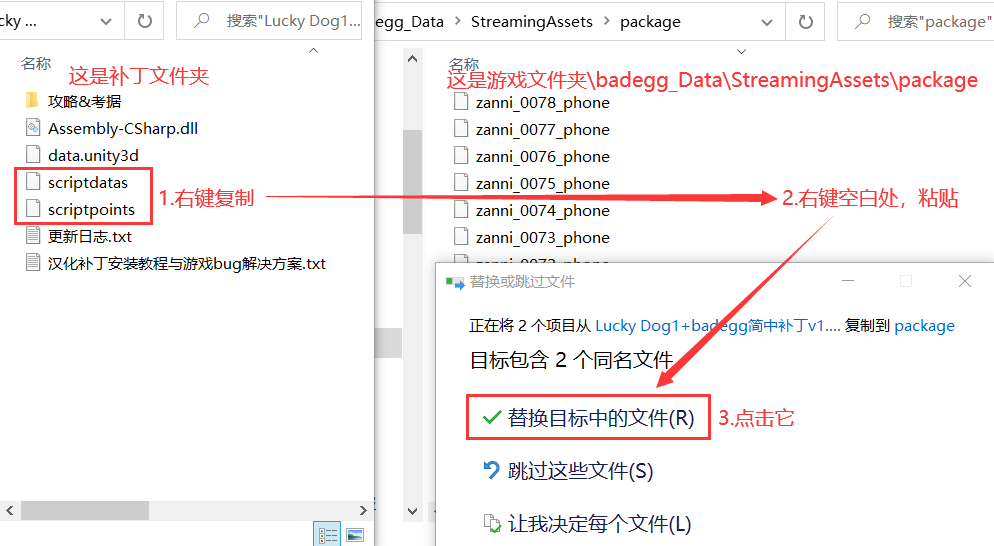 cky ...
搜索"Lucky Dog1...
adegg_Data > StreamingAssets > package
搜索"package"
名称
这是补丁文件夹
攻略&考据
Assembly-CSharp.dll
data.unity3d
scriptdatas
scriptpoints
更新日志.txt
汉化补丁安装教程与游戏bug解决方案.txt
1.右键复制
名称
这是游戏文件夹\badegg_Data\StreamingAssets\package
zanni_0078_phone
zanni_0077_phone
zanni_0076_phone
zanni_0075_phone
zanni_0074_phone
zanni_0073_phone
2.右键空白处，粘贴
替换或跳过文件
正在将 2 个项目从 Lucky Dog1+badegg简中补丁v1.... 复制到 package
目标包含 2 个同名文件
替换目标中的文件(R)
3.点击它
跳过这些文件(S)
让我决定每个文件(L)